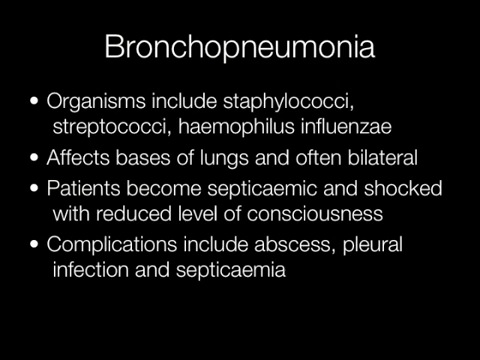 Bronchopneumonia
• Organisms include staphylococci,
streptococci, haemophilus influenzae
• Affects bases of lungs and often bilateral
• Patients become septicaemic and shocked
with reduced level of consciousness
• Complications include abscess, pleural
infection and septicaemia